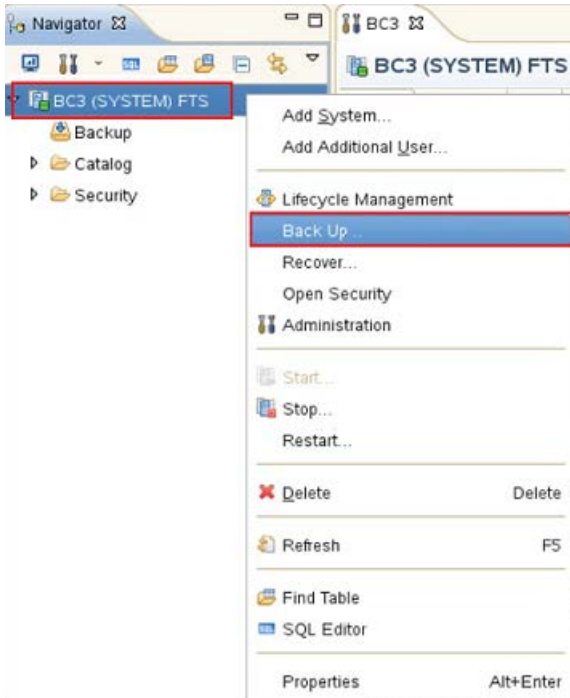 Navigator
BC3
SQL
BC3 (SYSTEM) FTS
BC3 (SYSTEM) FTS
Backup
Catalog
Security
Add System...
Add Additional User...
Lifecycle Management
Back Up...
Recover...
Open Security
Administration
Start...
Stop...
Restart...
Delete Delete
Refresh F5
Find Table
SQL SQL Editor
Properties Alt+Enter